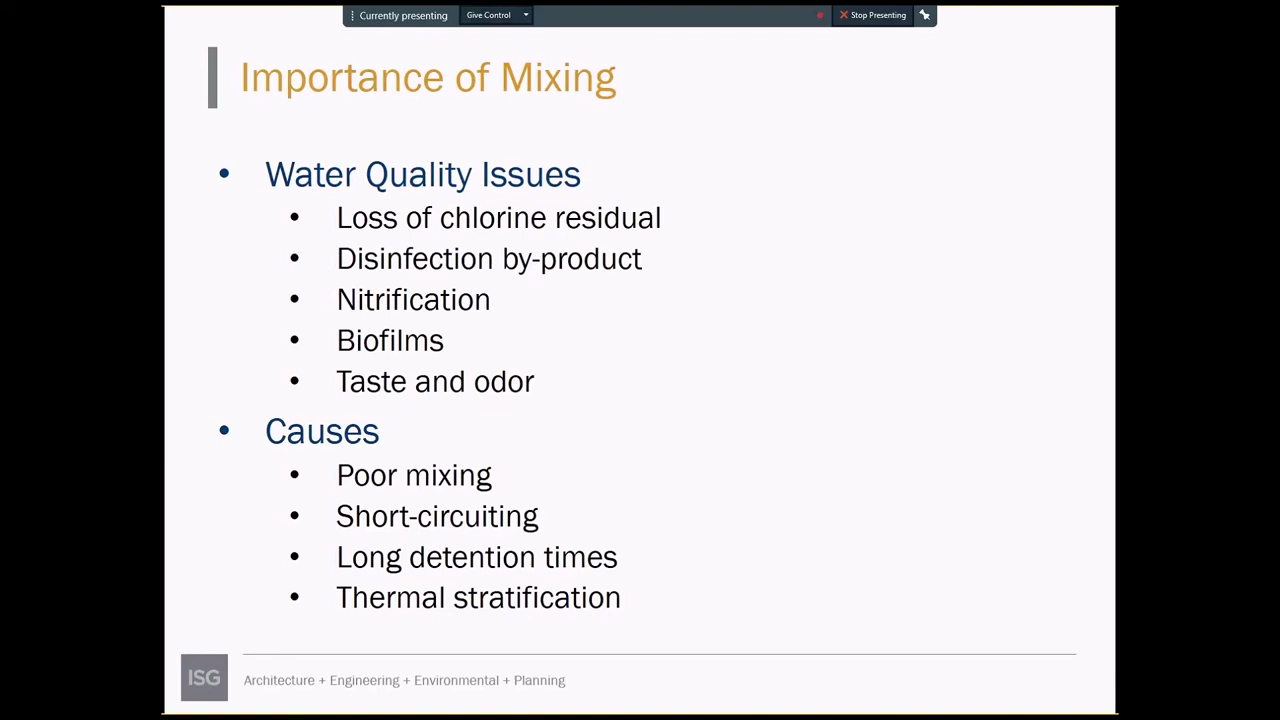 Currently presenting Give Control Stop Presenting
Importance of Mixing
• Water Quality Issues
• Loss of chlorine residual
• Disinfection by-product
• Nitrification
• Biofilms
• Taste and odor
• Causes
• Poor mixing
• Short-circuiting
• Long detention times
• Thermal stratification
ISG Architecture + Engineering + Environmental + Planning